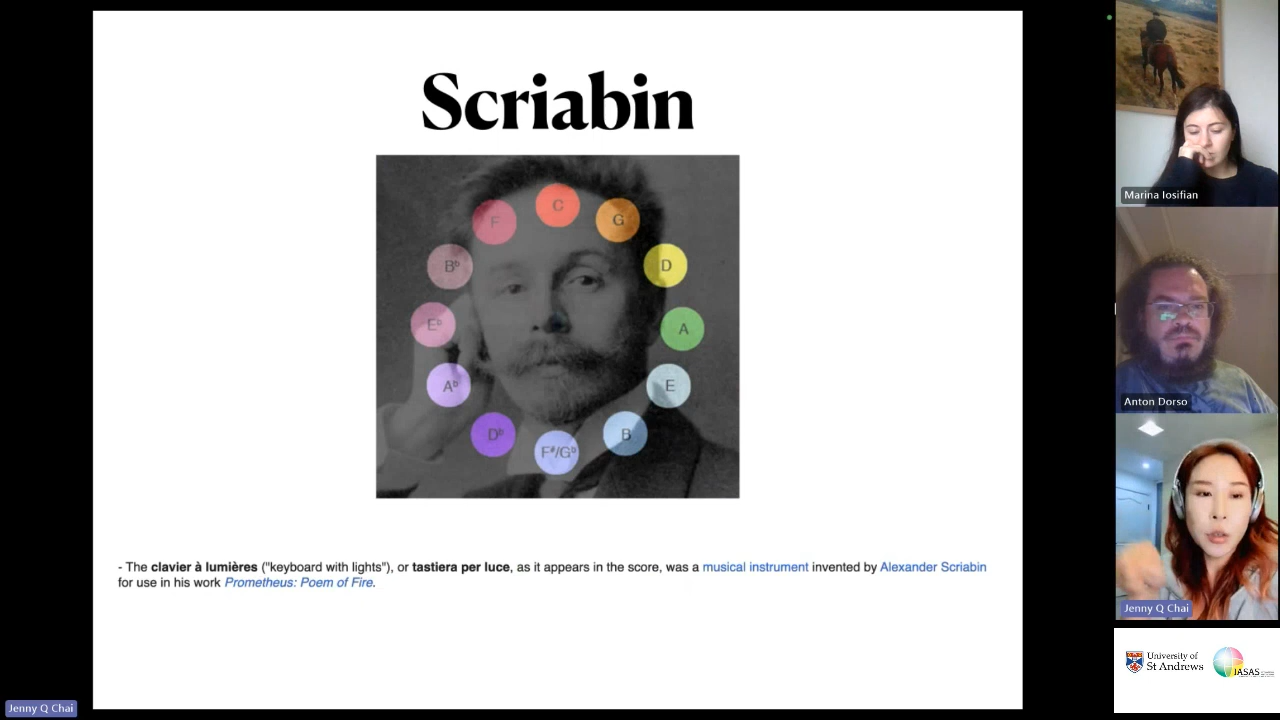 Scriabin
C
F
G
B♭
D
E♭
A
A♭
E
D♭
B
F♯/G♭
- The clavier à lumières ("keyboard with lights"), or tastiera per luce, as it appears in the score, was a musical instrument invented by Alexander Scriabin
for use in his work Prometheus: Poem of Fire.
Jenny Q Chai
Marina Iosifian
Anton Dorso
Jenny Q Chai
University of
St Andrews
IASAS